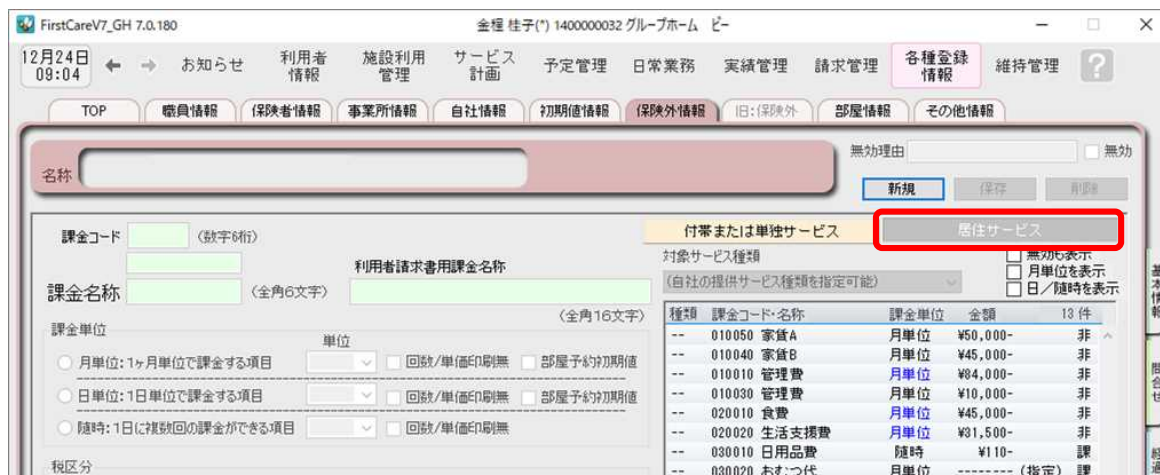 FirstCareV7_GH 7.0.180 金程 桂子(*) 1400000032 グループホーム ビー
12月24日 09:04 お知らせ 利用者情報 施設利用管理 サービス計画 予定管理 日常業務 実績管理 請求管理 各種登録情報 維持管理 ?
TOP 職員情報 保険者情報 事業所情報 自社情報 初期値情報 保険外情報 旧:保険外 部屋情報 その他情報
無効理由 無効
名称
新規 保存 削除
付帯または単独サービス 居住サービス
課金コード (数字6桁)
対象サービス種類 無効も表示
(自社の提供サービス種類を指定可能) 月単位を表示
日/随時を表示
利用者請求書用課金名称
課金名称 (全角6文字)
(全角16文字)
種類 課金コード・名称 課金単位 金額 13 件
-- 010050 家賃A 月単位 ¥50,000- 非
-- 010040 家賃B 月単位 ¥45,000- 非
-- 010010 管理費 月単位 ¥84,000- 非
-- 010030 管理費 月単位 ¥10,000- 非
-- 020010 食費 月単位 ¥45,000- 非
-- 020020 生活支援費 月単位 ¥31,500- 非
-- 030010 日用品費 随時 ¥110- 課
-- 030020 おむつ代 月単位 -------- (指定) 課
課金単位
単位
月単位:1ヶ月単位で課金する項目 回数/単価印刷無 部屋予約初期値
日単位:1日単位で課金する項目 回数/単価印刷無 部屋予約初期値
随時:1日に複数回の課金ができる項目 回数/単価印刷無
税区分
基本情報
問合せ
経過